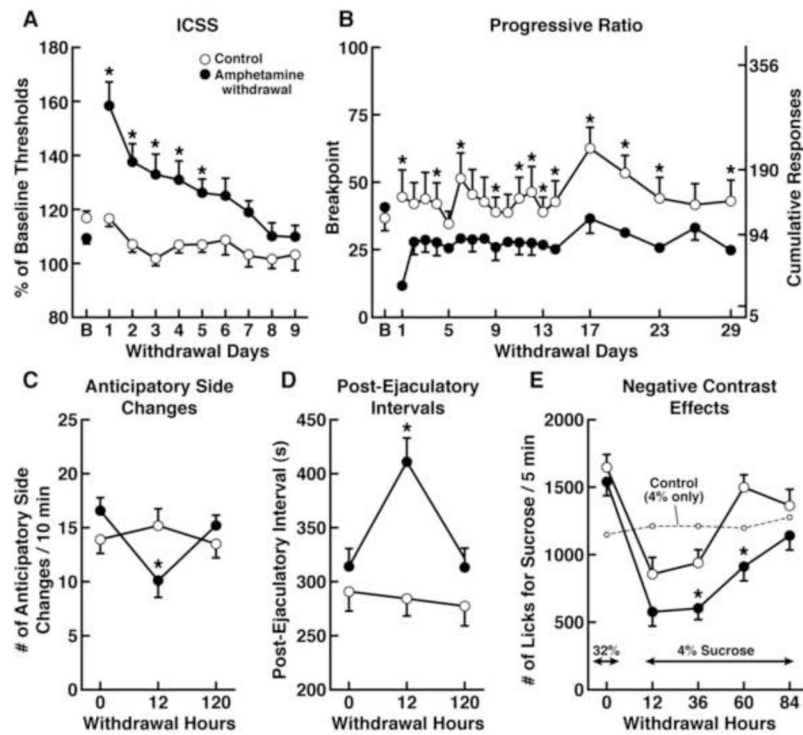 A
ICSS
% of Baseline Thresholds
180
160
140
120
100
80
Control
Amphetamine
withdrawal
*
*
*
*
*
B 1 2 3 4 5 6 7 8 9
Withdrawal Days
B
Progressive Ratio
Breakpoint
100
75
50
25
0
* * * * * * * * * * * *
356
190
94
5
Cumulative Responses
B 1 5 9 13 17 23 29
Withdrawal Days
C
Anticipatory Side
Changes
# of Anticipatory Side
Changes / 10 min
25
20
15
10
5
0
*
0 12 120
Withdrawal Hours
D
Post-Ejaculatory
Intervals
Post-Ejaculatory Interval (s)
450
400
350
300
250
200
*
0 12 120
Withdrawal Hours
E
Negative Contrast
Effects
# of Licks for Sucrose / 5 min
2000
1500
1000
500
0
Control
(4% only)
*
*
32%
4% Sucrose
0 12 36 60 84
Withdrawal Hours